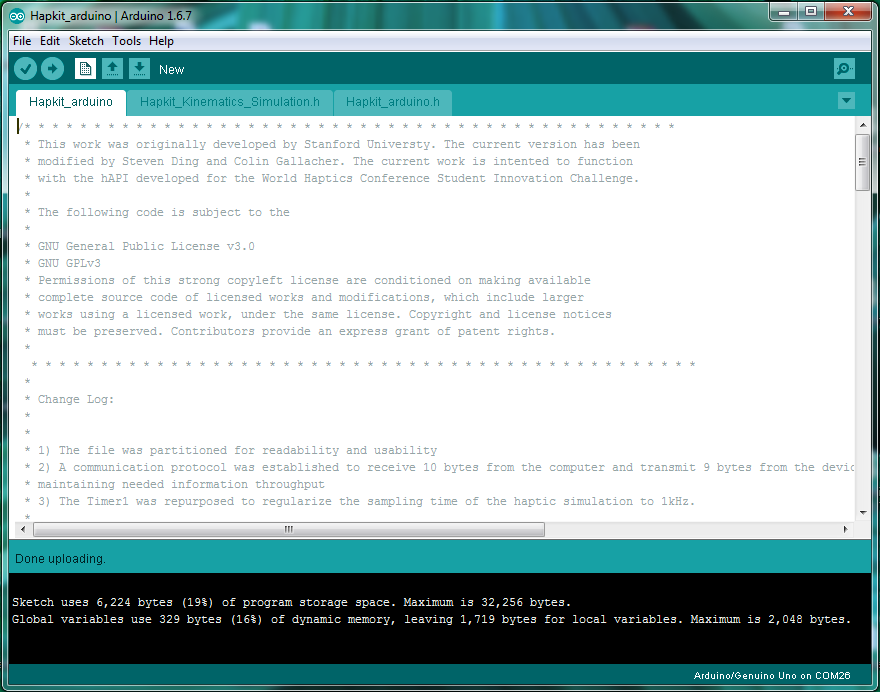 Hapkit_arduino | Arduino 1.6.7
File Edit Sketch Tools Help
New
Hapkit_arduino Hapkit_Kinematics_Simulation.h Hapkit_arduino.h
/* * * * * * * * * * * * * * * * * * * * * * * * * * * * * * * * * * * * * * * * * * * * * * *
* This work was originally developed by Stanford Universty. The current version has been
* modified by Steven Ding and Colin Gallacher. The current work is intented to function
* with the hAPI developed for the World Haptics Conference Student Innovation Challenge.
*
* The following code is subject to the
*
* GNU General Public License v3.0
* GNU GPLv3
* Permissions of this strong copyleft license are conditioned on making available
* complete source code of licensed works and modifications, which include larger
* works using a licensed work, under the same license. Copyright and license notices
* must be preserved. Contributors provide an express grant of patent rights.
*
* * * * * * * * * * * * * * * * * * * * * * * * * * * * * * * * * * * * * * * * * * * * * * * *
*
* Change Log:
*
*
* 1) The file was partitioned for readability and usability
* 2) A communication protocol was established to receive 10 bytes from the computer and transmit 9 bytes from the devic
* maintaining needed information throughput
* 3) The Timer1 was repurposed to regularize the sampling time of the haptic simulation to 1kHz.
*
Done uploading.
Sketch uses 6,224 bytes (19%) of program storage space. Maximum is 32,256 bytes.
Global variables use 329 bytes (16%) of dynamic memory, leaving 1,719 bytes for local variables. Maximum is 2,048 bytes.
Arduino/Genuino Uno on COM26